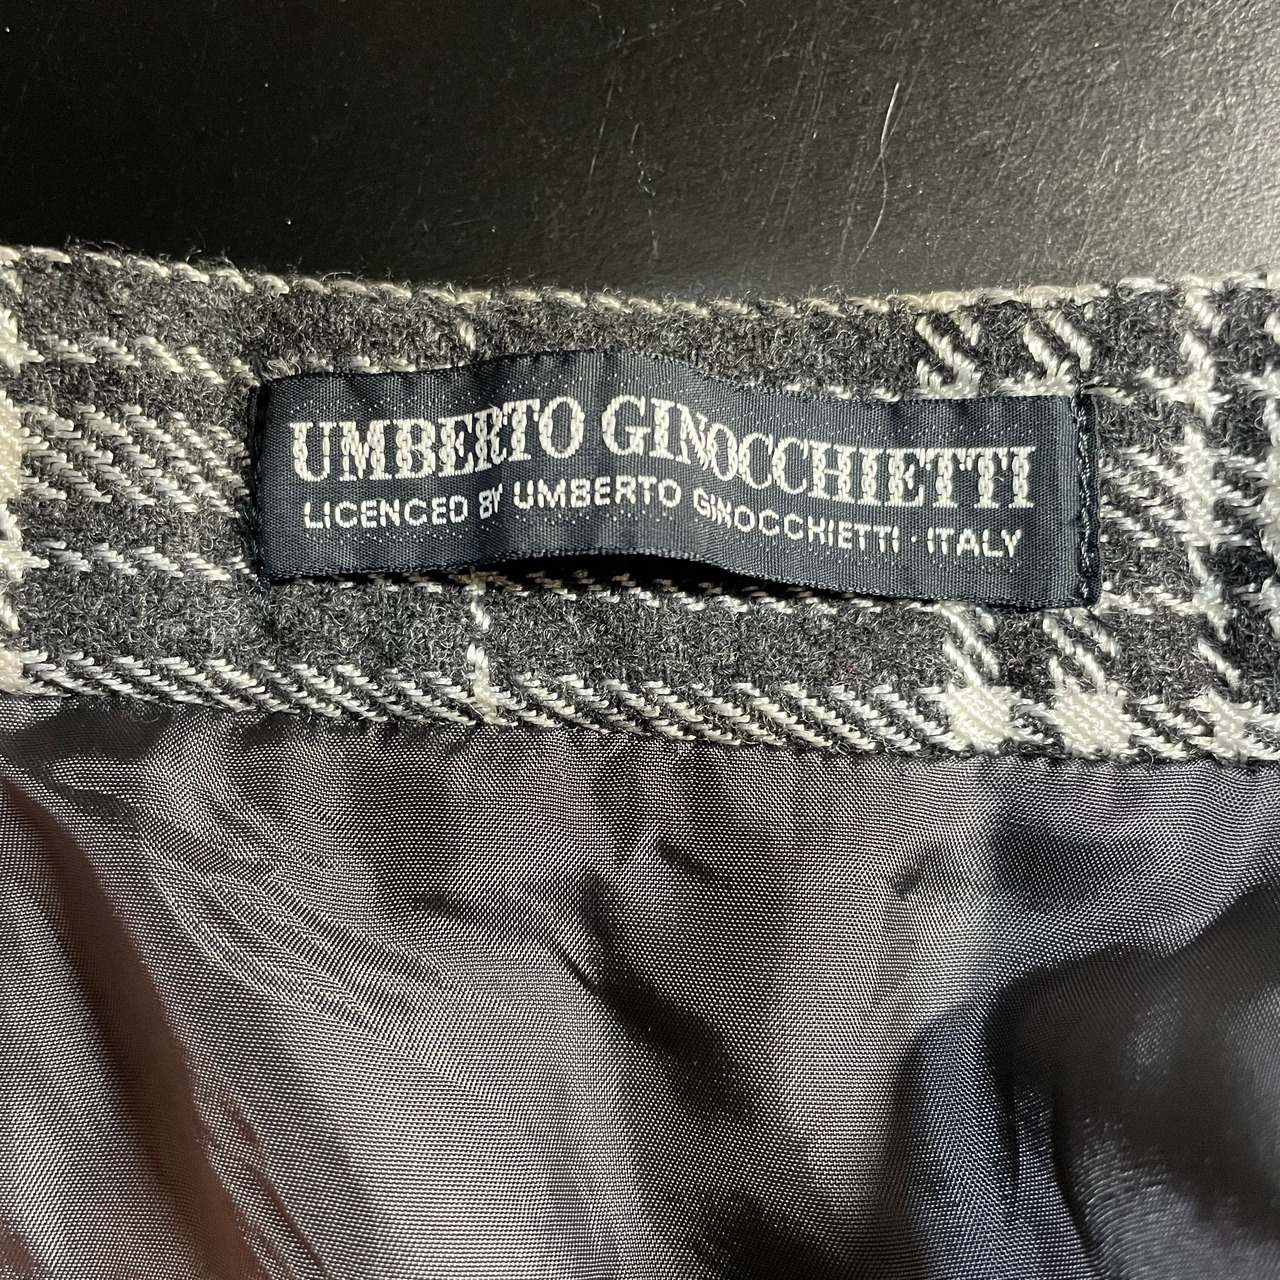 UMBERTO GINOCCHIETTI
LICENCED BY UMBERTO GINOCCHIETTI · ITALY